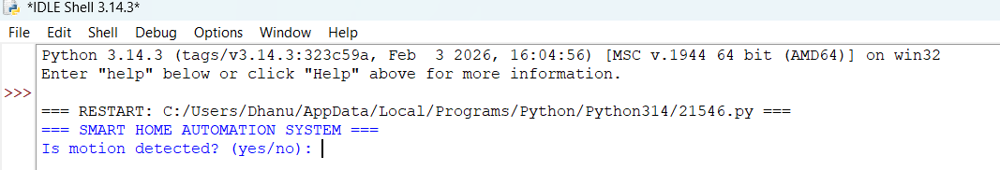 *IDLE Shell 3.14.3*
File Edit Shell Debug Options Window Help
Python 3.14.3 (tags/v3.14.3:323c59a, Feb  3 2026, 16:04:56) [MSC v.1944 64 bit (AMD64)] on win32
Enter "help" below or click "Help" above for more information.
>>>
=== RESTART: C:/Users/Dhanu/AppData/Local/Programs/Python/Python314/21546.py ===
=== SMART HOME AUTOMATION SYSTEM ===
Is motion detected? (yes/no):